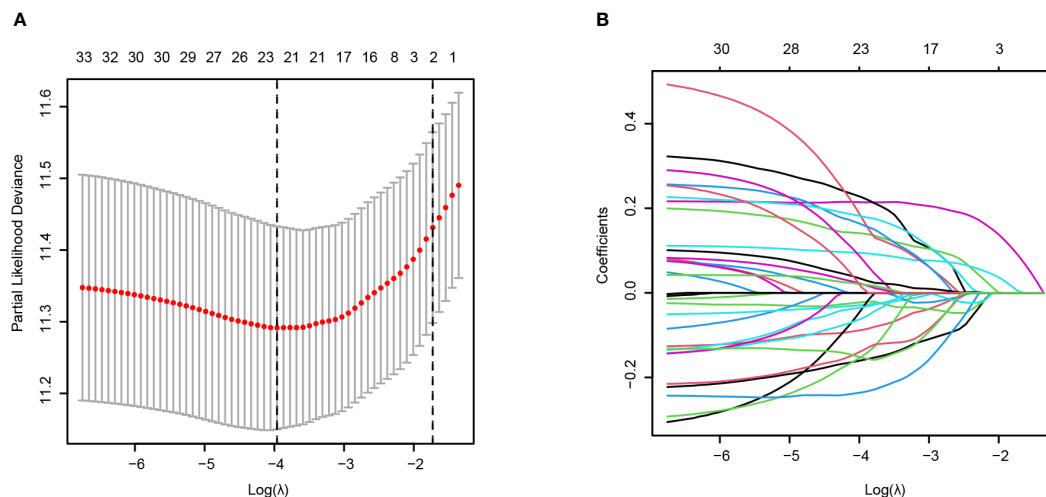 A
33 32 30 30 29 27 26 23 21 21 17 16 8 3 2 1
Partial Likelihood Deviance
11.6
11.5
11.4
11.3
11.2
−6 −5 −4 −3 −2
Log(λ)
B
30 28 23 17 3
Coefficients
0.4
0.2
0.0
−0.2
−6 −5 −4 −3 −2
Log(λ)